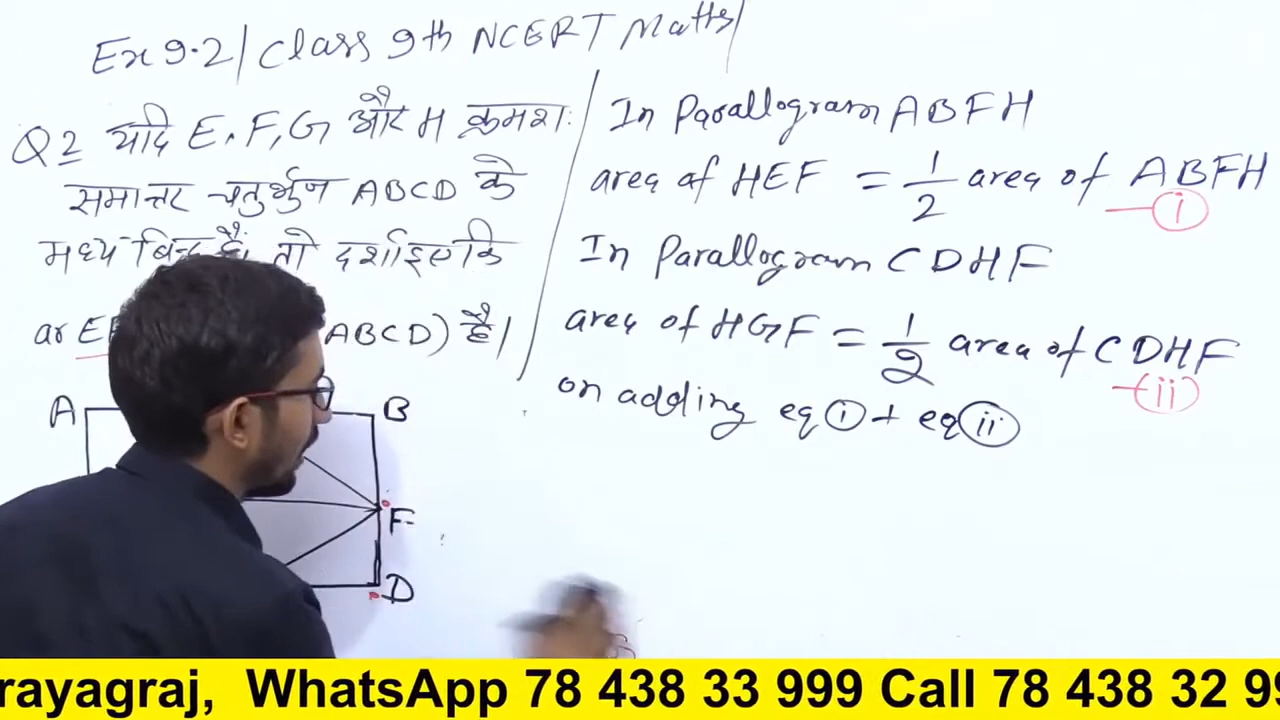 Ex 9.2/ Class 9th NCERT Maths/
Q 2 यदि E, F, G और H क्रमशः
समान्तर चतुर्भुज ABCD के
मध्य बिन्दु है। तो दर्शाइए कि
ar ABCD) है।
A B
F
D
In Parallogram ABFH
area of HEF = 1/2 area of ABFH
— i
In Parallogram CDHF
area of HGF = 1/2 area of CDHF
— ii
on adding eq i + eq ii
rayagraj, WhatsApp 78 438 33 999 Call 78 438 32 99